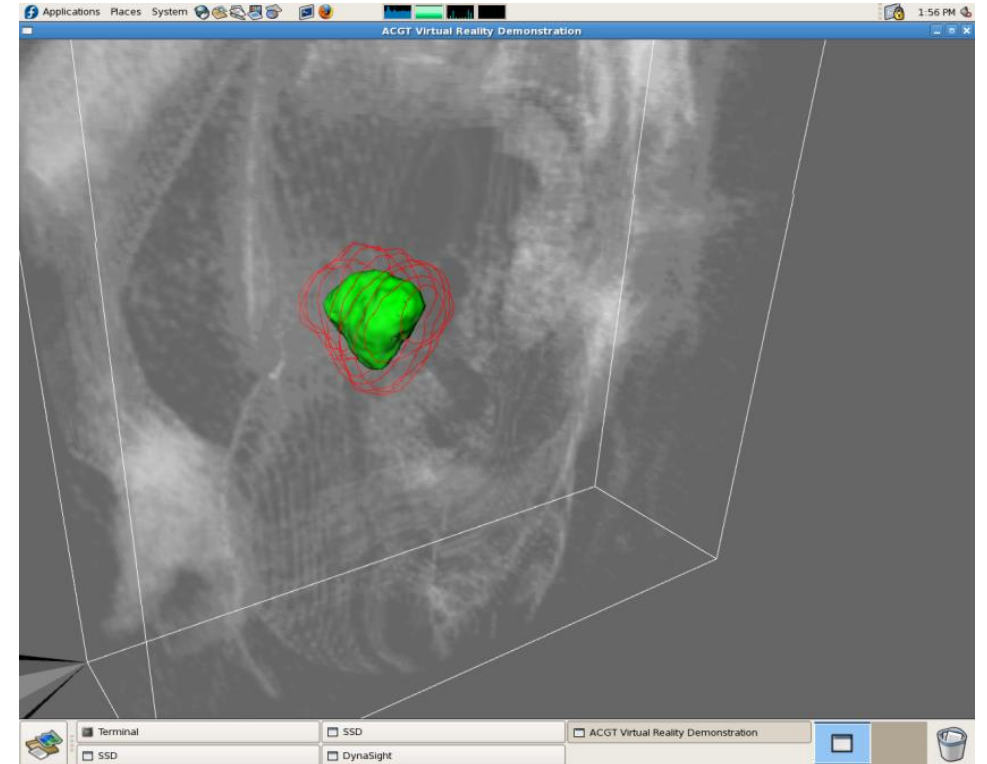 Applications Places System 1:56 PM
ACGT Virtual Reality Demonstration
Terminal SSD ACGT Virtual Reality Demonstration
SSD DynaSight